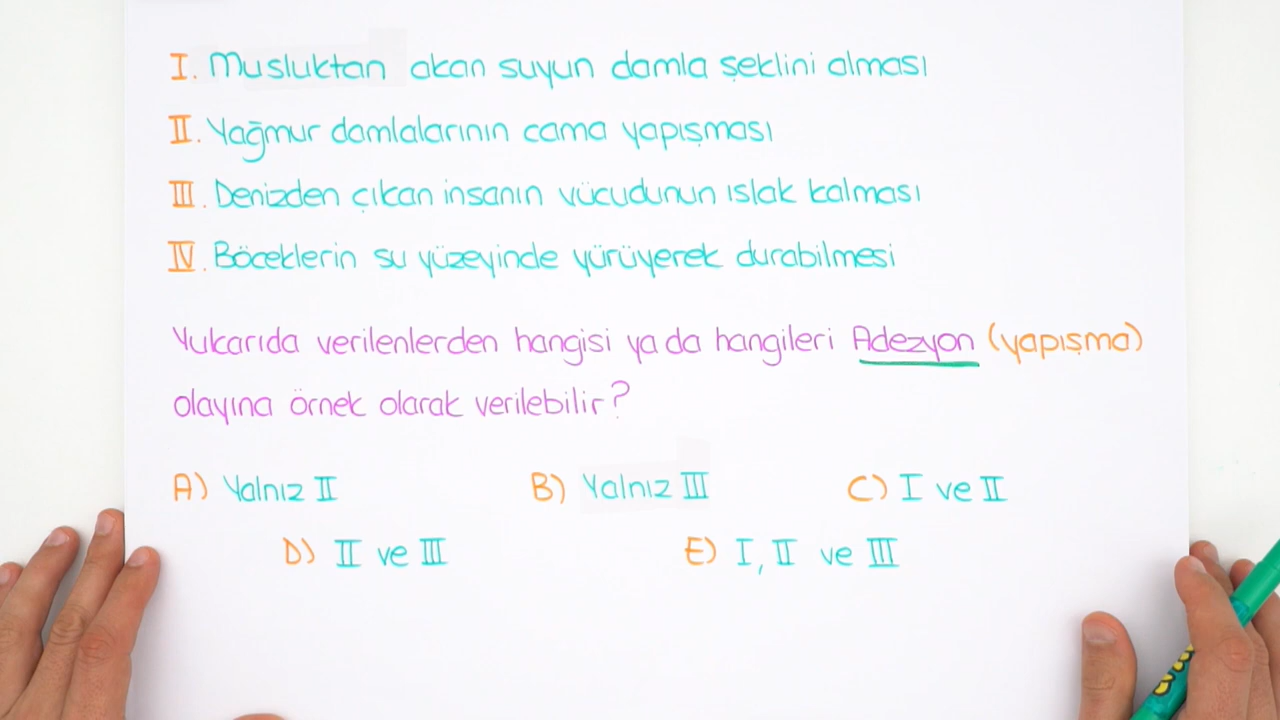 I. Musluktan akan suyun damla şeklini alması
II. Yağmur damlalarının cama yapışması
III. Denizden çıkan insanın vücudunun ıslak kalması
IV. Böceklerin su yüzeyinde yürüyerek durabilmesi
Yukarıda verilenlerden hangisi ya da hangileri Adezyon (yapışma)
olayına örnek olarak verilebilir?
A) Yalnız II B) Yalnız III C) I ve II
D) II ve III E) I, II ve III